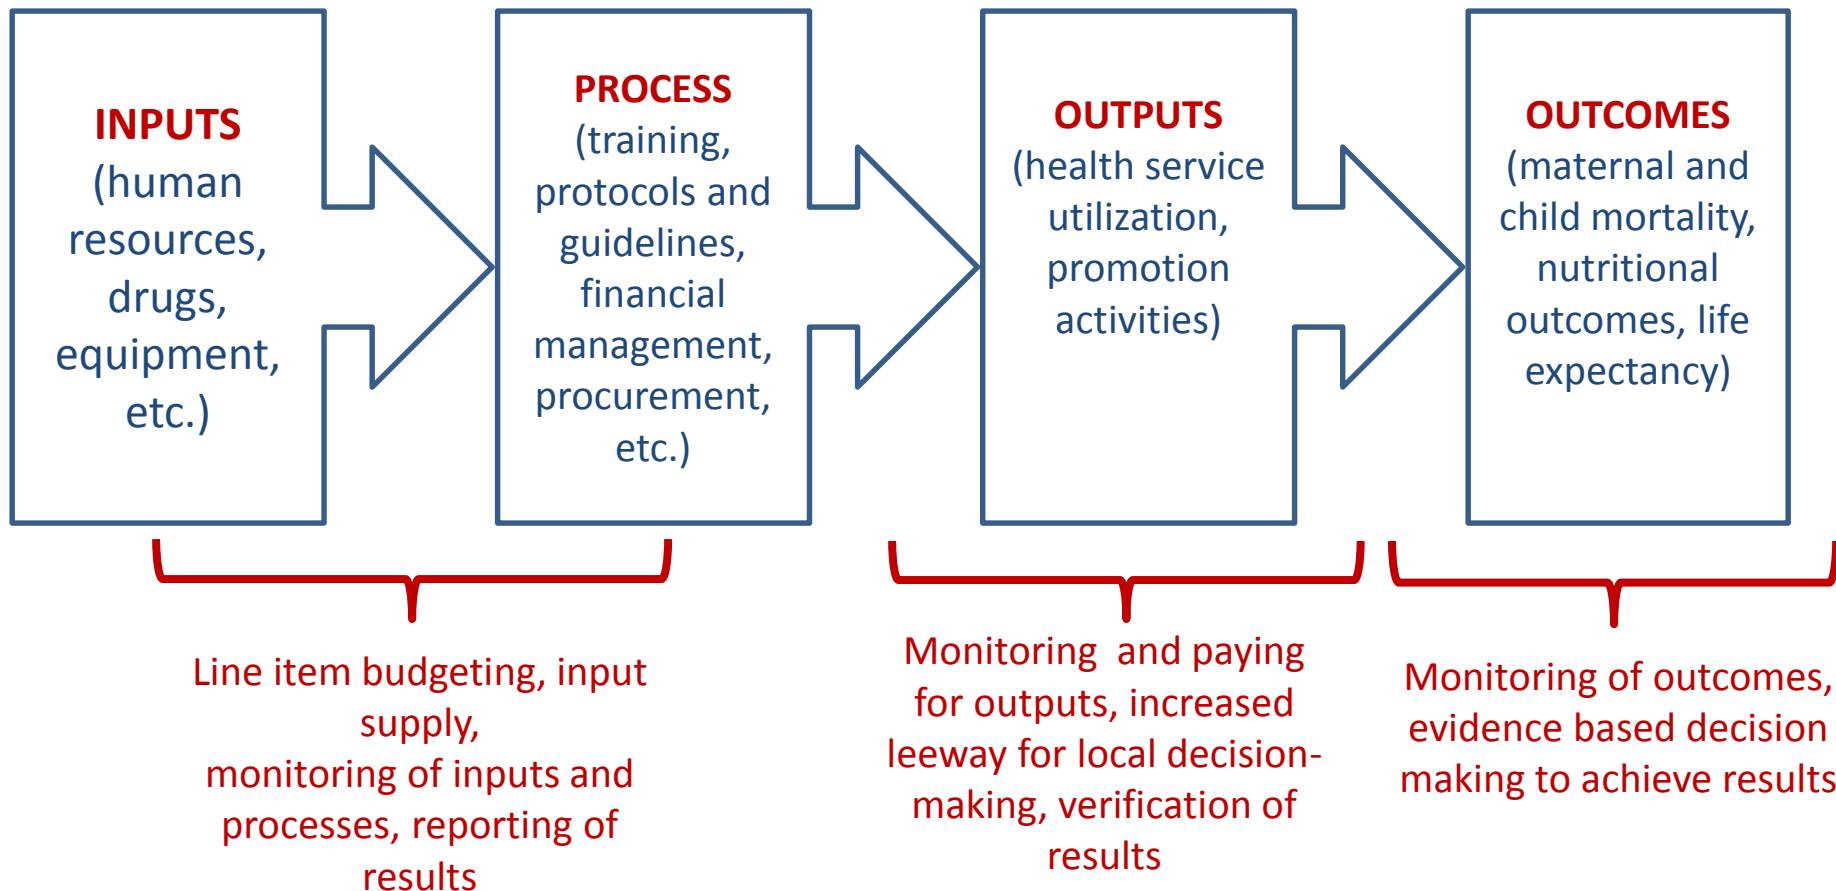 INPUTS
(human
resources,
drugs,
equipment,
etc.)
PROCESS
(training,
protocols and
guidelines,
financial
management,
procurement,
etc.)
OUTPUTS
(health service
utilization,
promotion
activities)
OUTCOMES
(maternal and
child mortality,
nutritional
outcomes, life
expectancy)
Line item budgeting, input
supply,
monitoring of inputs and
processes, reporting of
results
Monitoring  and paying
for outputs, increased
leeway for local decision-
making, verification of
results
Monitoring of outcomes,
evidence based decision
making to achieve results